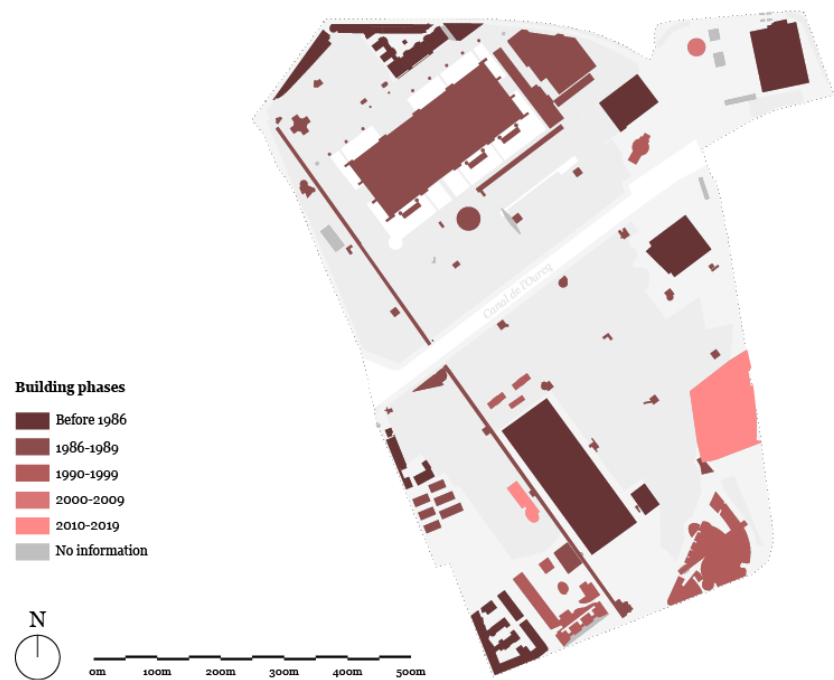 Canal de l'Ourcq
Building phases
Before 1986
1986-1989
1990-1999
2000-2009
2010-2019
No information
N
0m 100m 200m 300m 400m 500m